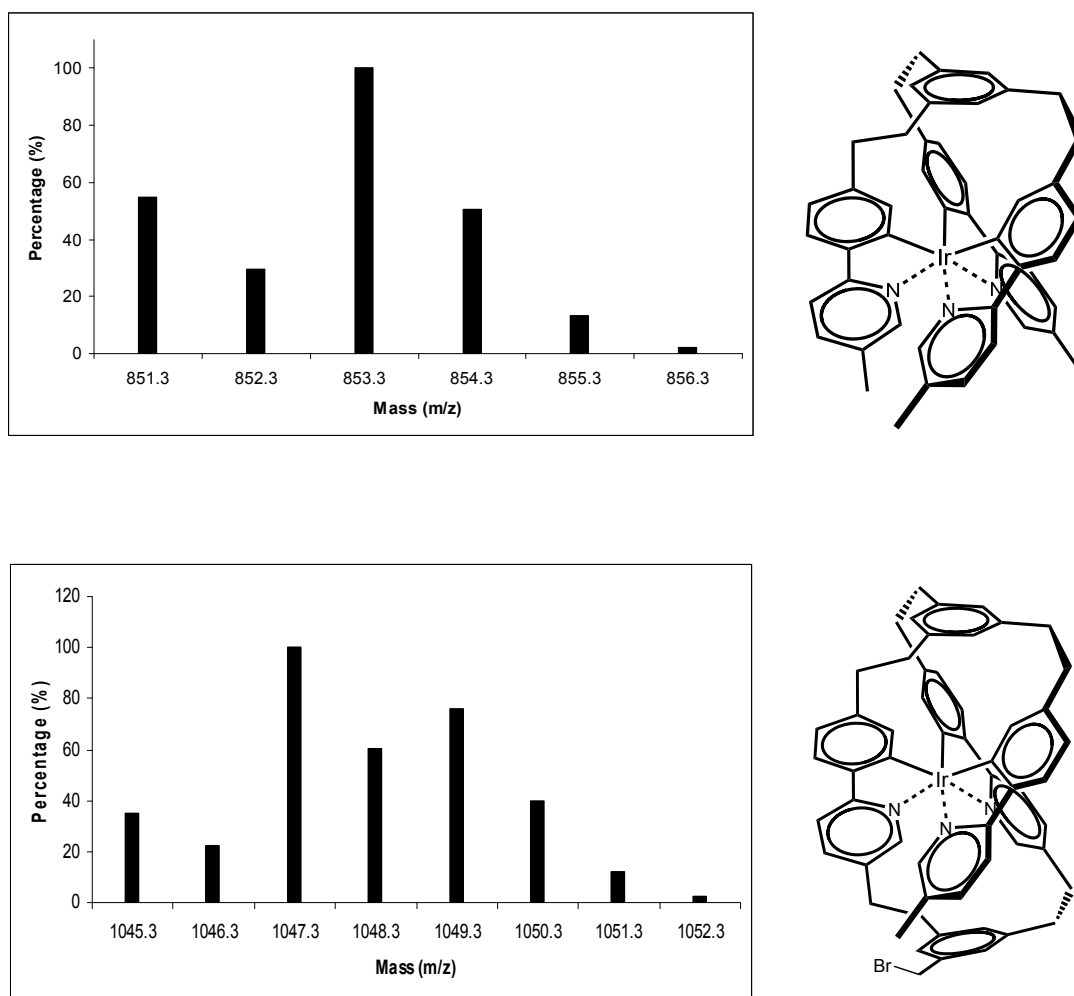 Percentage (%)
100
80
60
40
20
0
851.3 852.3 853.3 854.3 855.3 856.3
Mass (m/z)
Ir
N
N
N
Percentage (%)
120
100
80
60
40
20
0
1045.3 1046.3 1047.3 1048.3 1049.3 1050.3 1051.3 1052.3
Mass (m/z)
Ir
N
N
N
Br